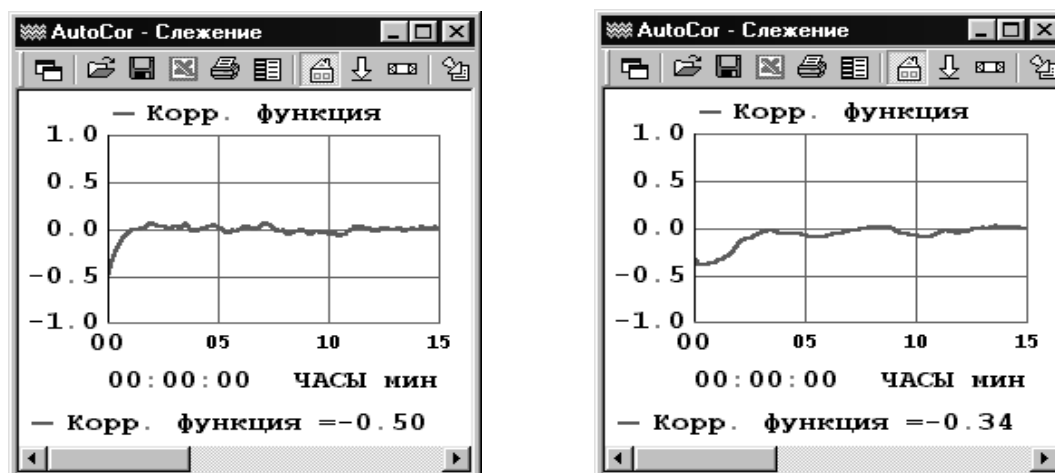 AutoCor - Слежение
— Корр. функция
1.0
0.5
0.0
-0.5
-1.0
00 05 10 15
00:00:00 ЧАСЫ мин
— Корр. функция =-0.50
AutoCor - Слежение
— Корр. функция
1.0
0.5
0.0
-0.5
-1.0
00 05 10 15
00:00:00 ЧАСЫ мин
— Корр. функция =-0.34